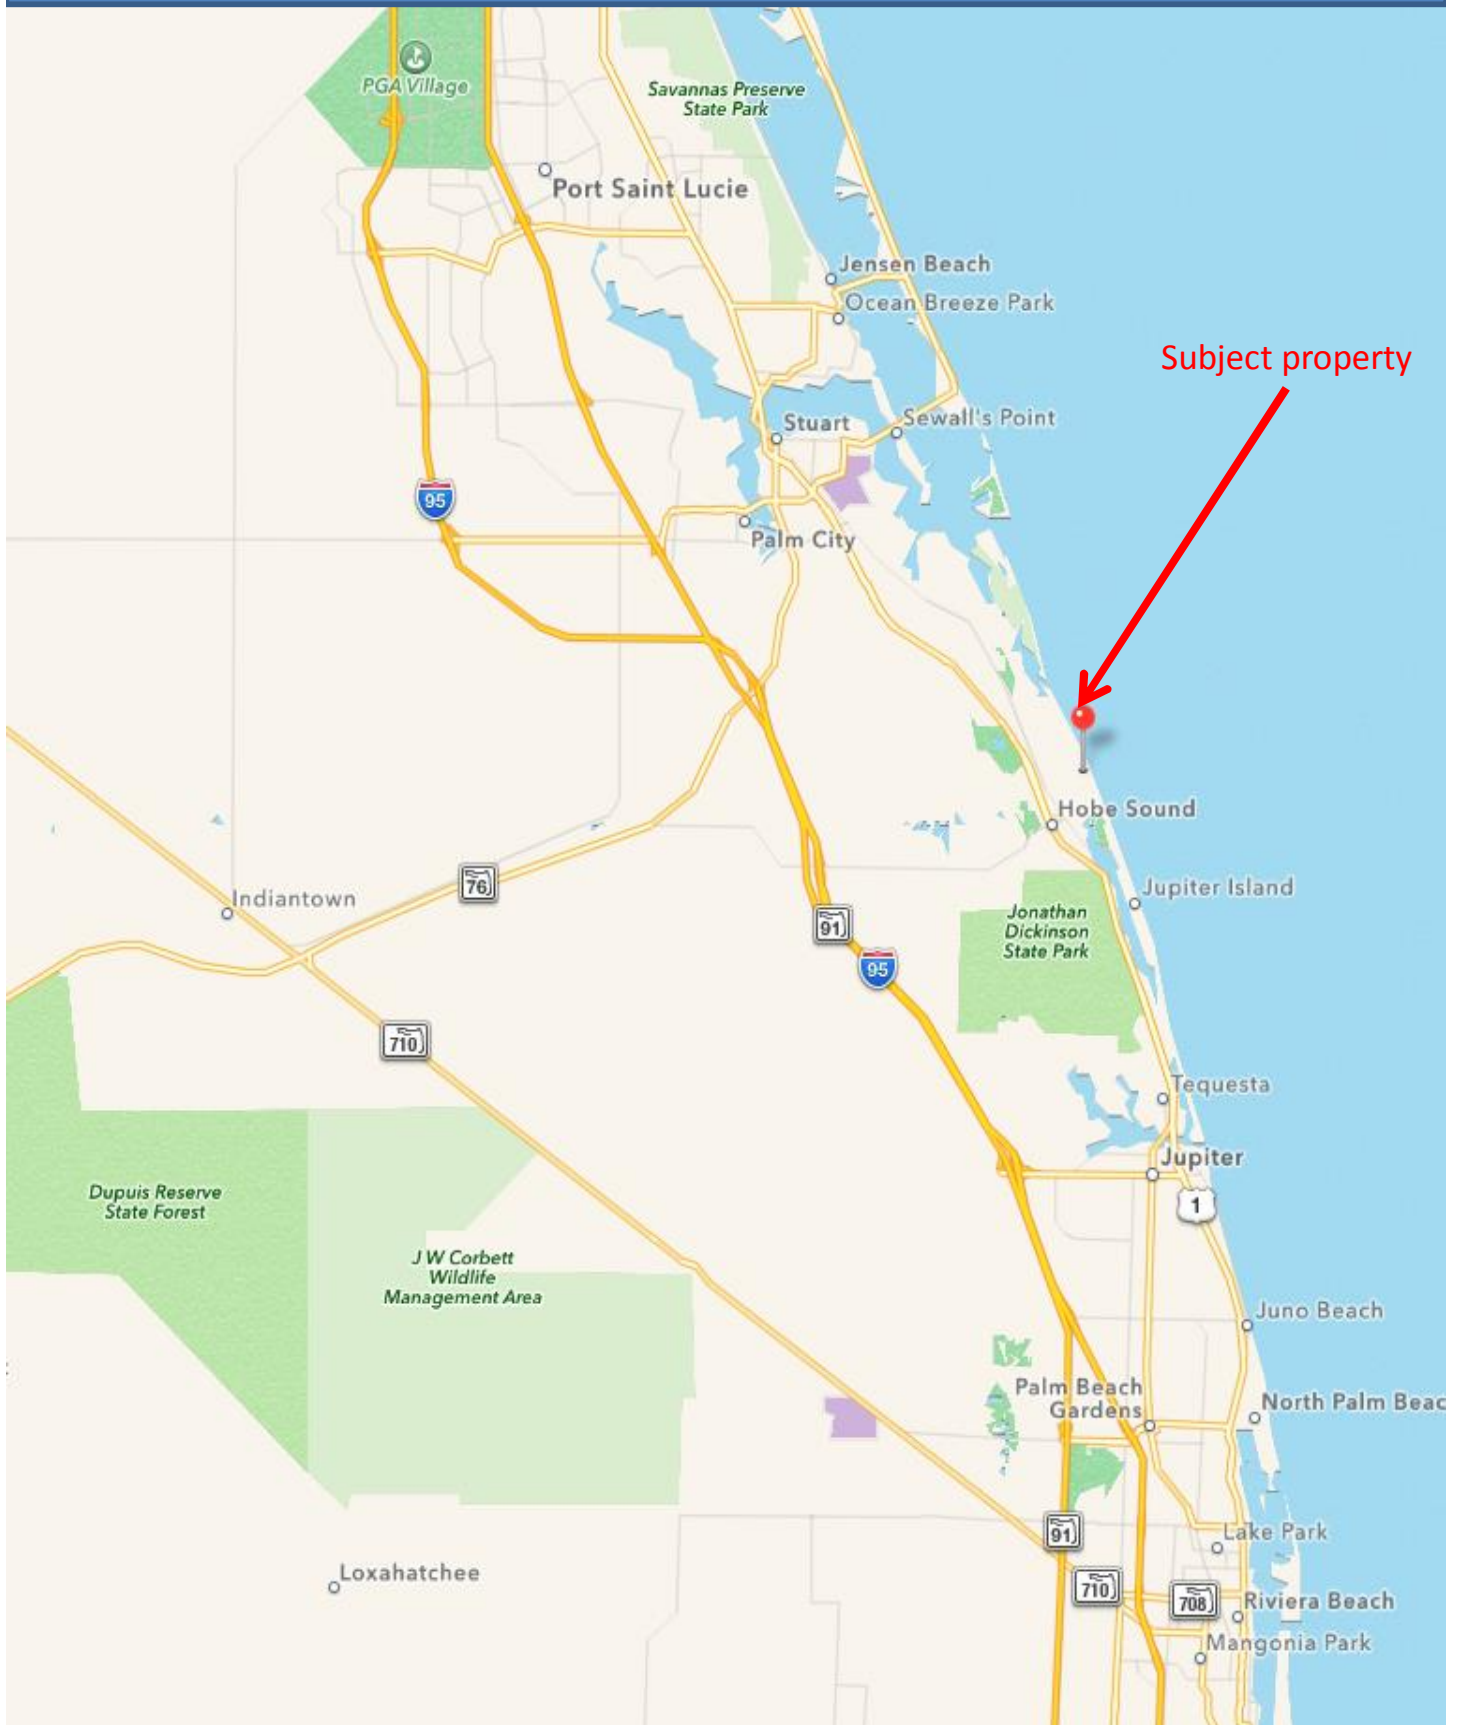 PGA Village
Savannas Preserve
State Park
Port Saint Lucie
Jensen Beach
Ocean Breeze Park
Subject property
Stuart
Sewall's Point
95
Palm City
Hobe Sound
76
Indiantown
Jupiter Island
91
Jonathan
Dickinson
State Park
95
710
Tequesta
Jupiter
Dupuis Reserve
State Forest
1
J W Corbett
Wildlife
Management Area
Juno Beach
Palm Beach
Gardens
North Palm Beac
91
Lake Park
Loxahatchee
710
708
Riviera Beach
Mangonia Park